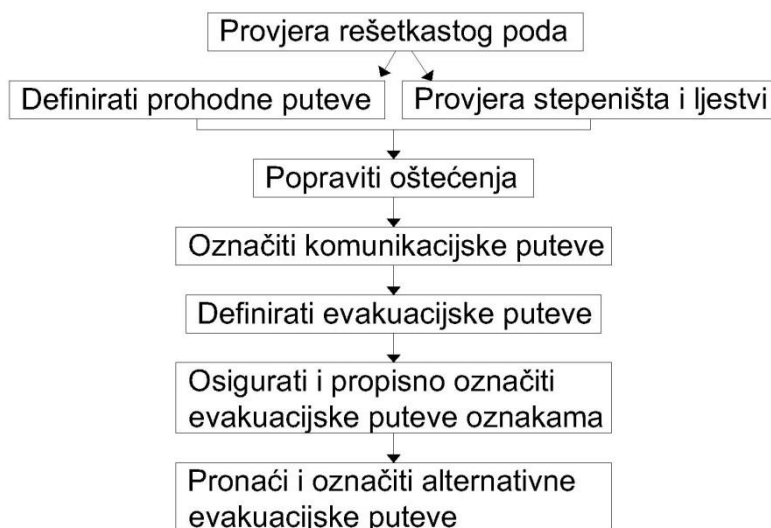 Provjera rešetkastog poda
Definirati prohodne puteve
Provjera stepeništa i ljestvi
Popraviti oštećenja
Označiti komunikacijske puteve
Definirati evakuacijske puteve
Osigurati i propisno označiti
evakuacijske puteve oznakama
Pronaći i označiti alternativne
evakuacijske puteve